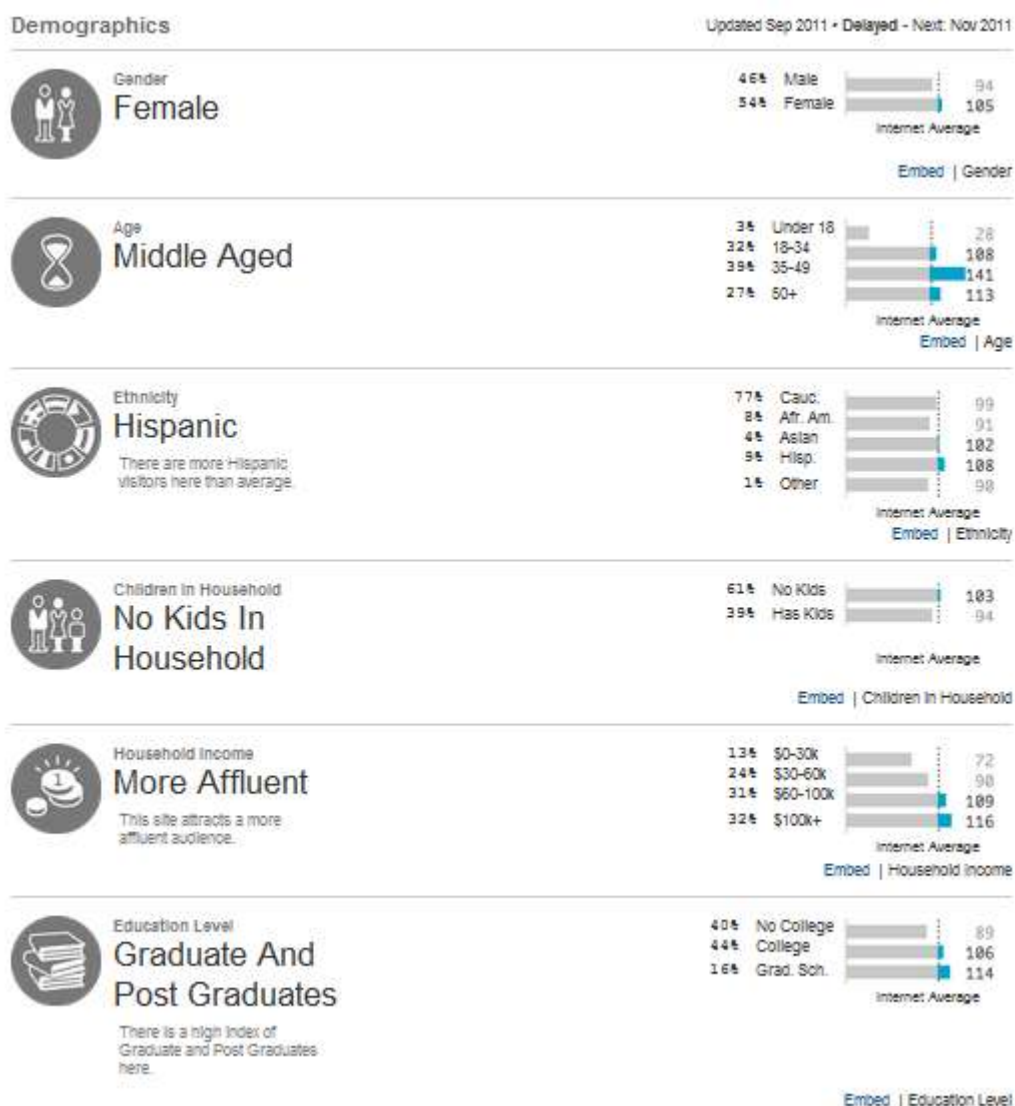 Demographics
Updated Sep 2011 • Delayed - Next: Nov 2011
Gender
Female
46% Male 94
54% Female 105
Internet Average
Embed | Gender
Age
Middle Aged
3% Under 18 28
32% 18-34 108
39% 35-49 141
27% 50+ 113
Internet Average
Embed | Age
Ethnicity
Hispanic
There are more Hispanic
visitors here than average.
77% Cauc. 99
8% Afr. Am. 91
4% Asian 102
9% Hisp. 108
1% Other 90
Internet Average
Embed | Ethnicity
Children in Household
No Kids In
Household
61% No Kids 103
39% Has Kids 94
Internet Average
Embed | Children in Household
1
Household Income
More Affluent
This site attracts a more
affluent audience.
13% $0-30k 72
24% $30-60k 90
31% $60-100k 109
32% $100k+ 116
Internet Average
Embed | Household Income
Education Level
Graduate And
Post Graduates
There is a high index of
Graduate and Post Graduates
here.
40% No College 89
44% College 106
16% Grad. Sch. 114
Internet Average
Embed | Education Level